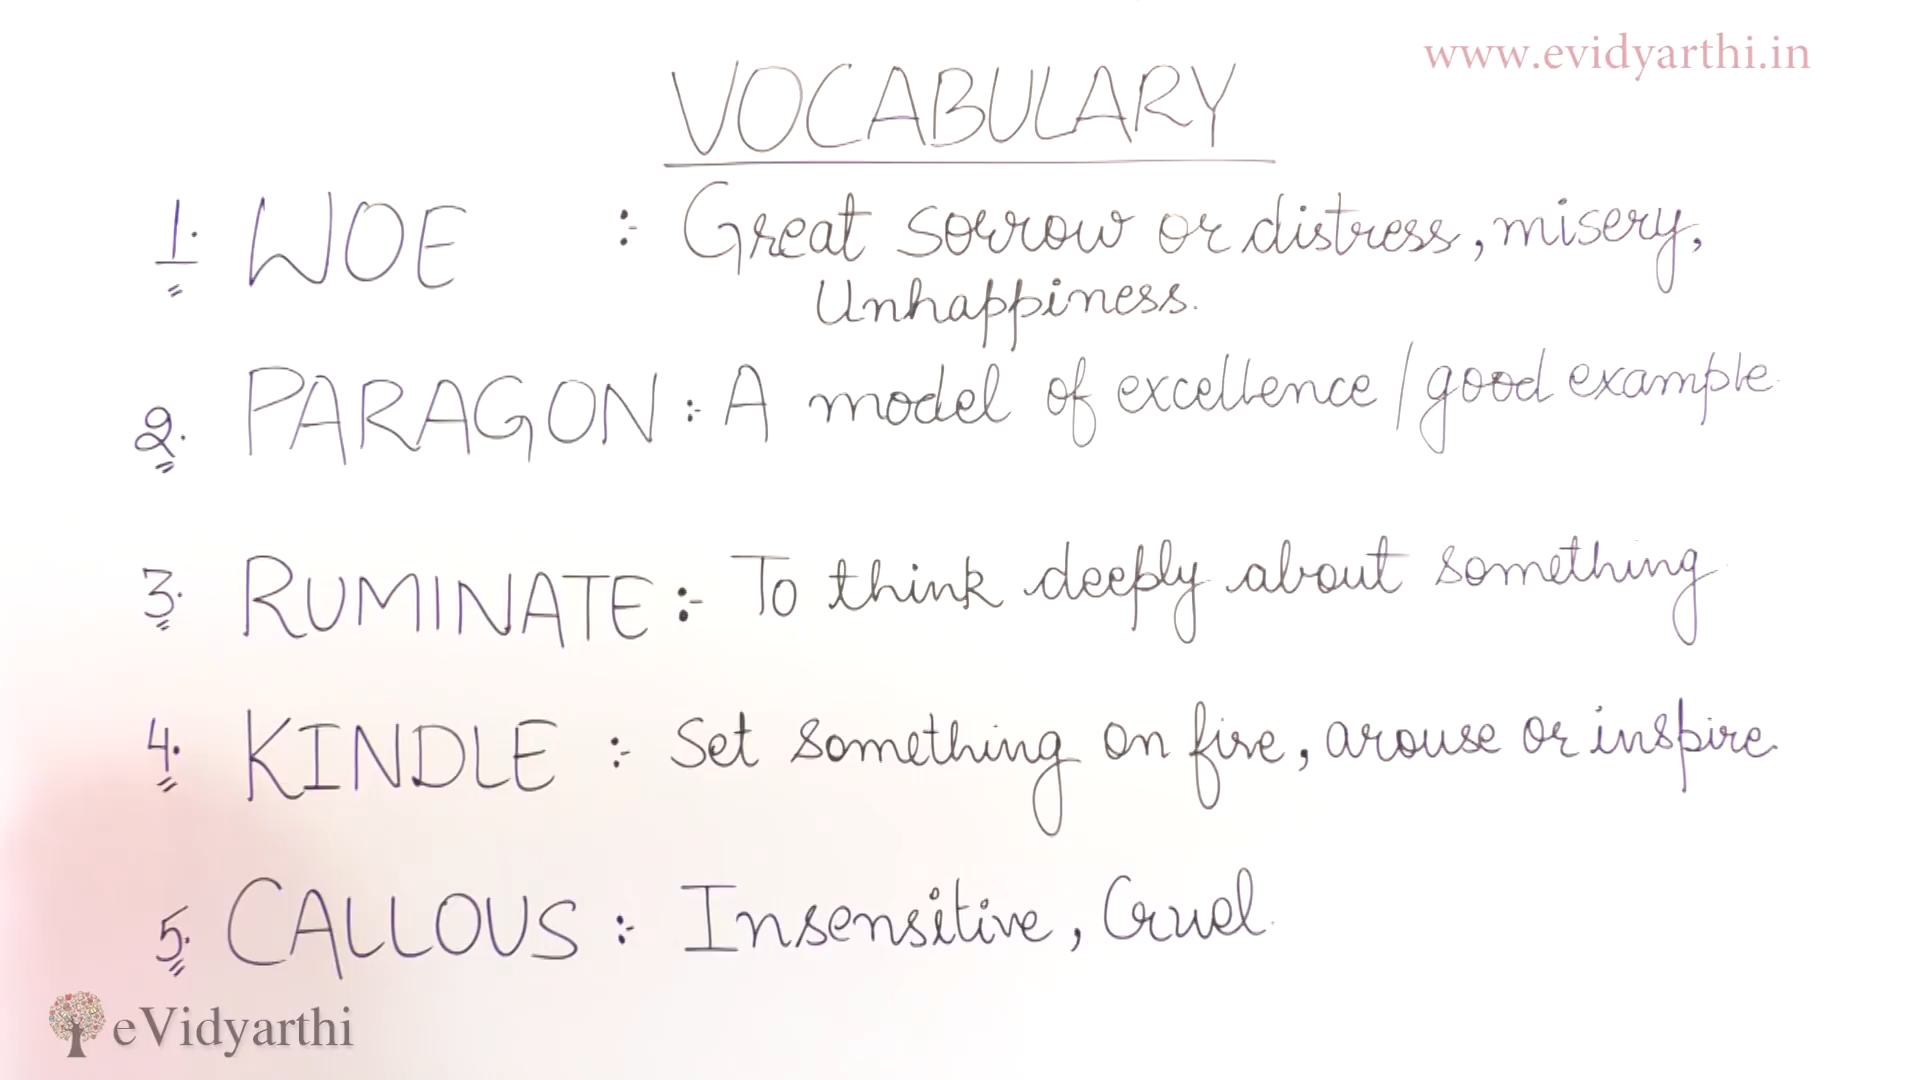 www.evidyarthi.in
VOCABULARY
1. WOE :- Great sorrow or distress, misery,
Unhappiness.
2. PARAGON :- A model of excellence / good example
3. RUMINATE :- To think deeply about something
4. KINDLE :- Set something on fire, arouse or inspire.
5. CALLOUS :- Insensitive, Cruel.
eVidyarthi